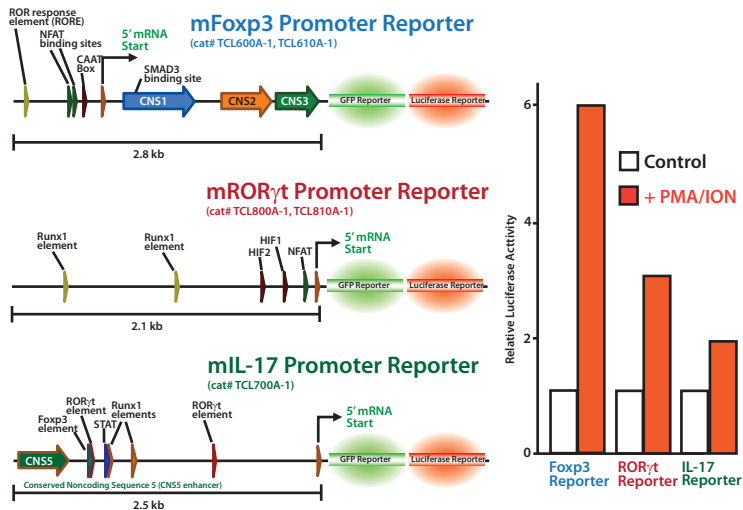 mFoxp3 Promoter Reporter
(cat# TCL600A-1, TCL610A-1)
ROR response
element (RORE)
NFAT
binding sites
CAAT
Box
5’ mRNA
Start
SMAD3
binding site
CNS1
CNS2
CNS3
GFP Reporter
Luciferase Reporter
2.8 kb
mRORγt Promoter Reporter
(cat# TCL800A-1, TCL810A-1)
Runx1
element
Runx1
element
HIF2
HIF1
NFAT
5’ mRNA
Start
GFP Reporter
Luciferase Reporter
2.1 kb
mIL-17 Promoter Reporter
(cat# TCL700A-1)
Foxp3
element
RORγt
element
STAT
Runx1
elements
RORγt
element
5’ mRNA
Start
CNS5
GFP Reporter
Luciferase Reporter
Conserved Noncoding Sequence 5 (CNS5 enhancer)
2.5 kb
Relative Luciferase Acctivity
6
4
2
0
Control
+ PMA/ION
Foxp3
Reporter
RORγt
Reporter
IL-17
Reporter